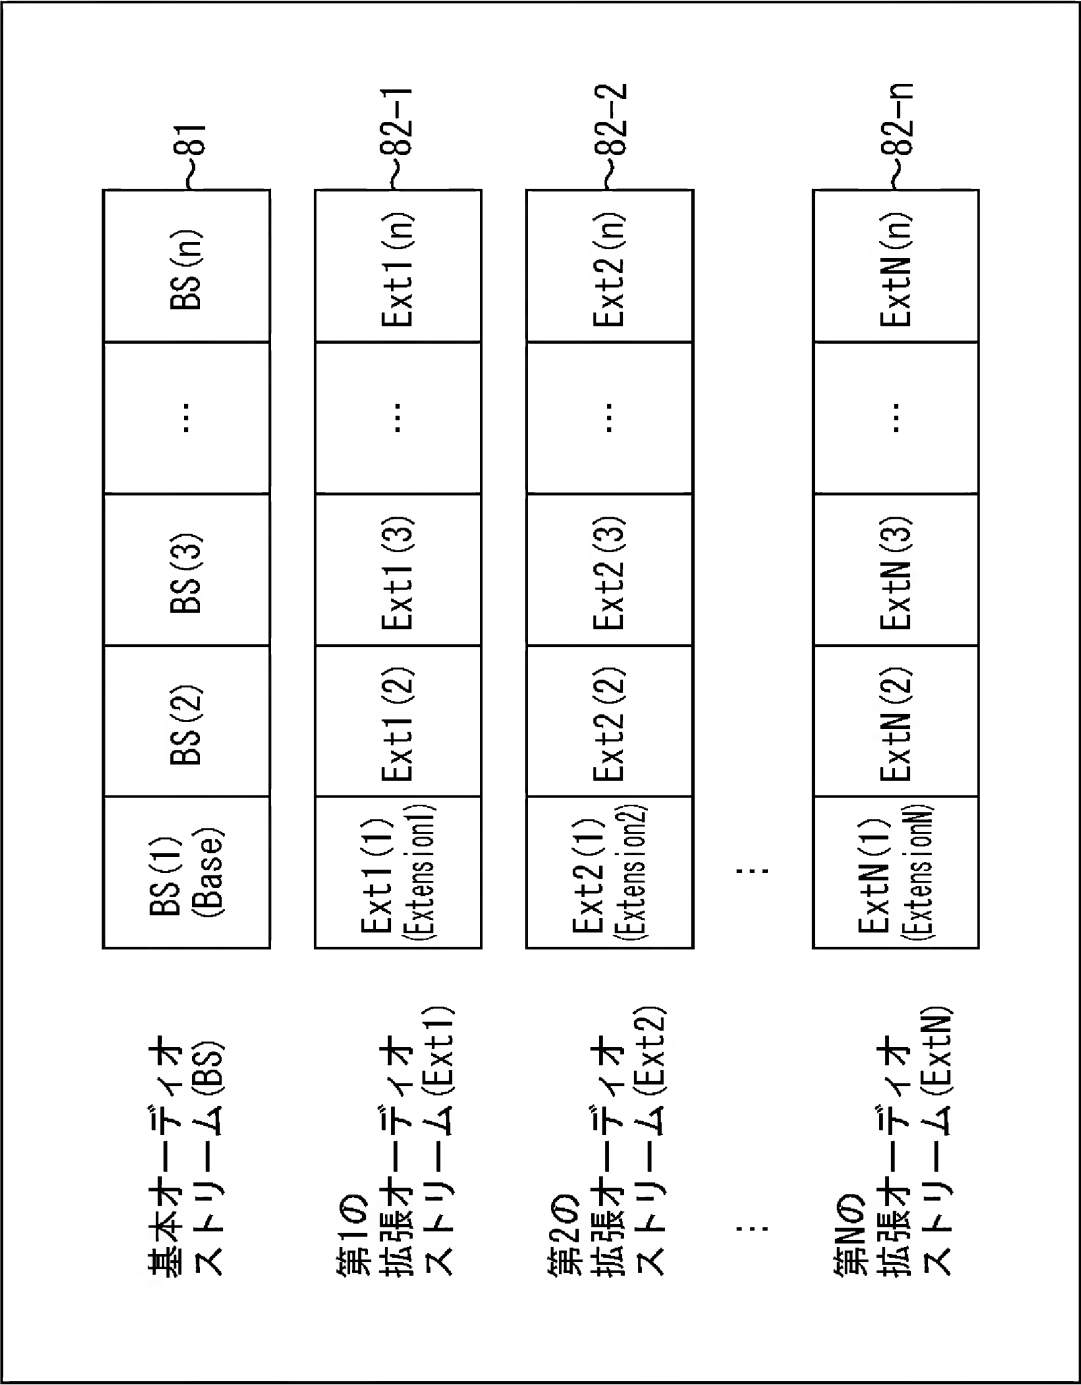 基本オーディオ
ストリーム(BS)
BS(1)
(Base)
BS(2)
BS(3)
...
BS(n)
~81
第1の
拡張オーディオ
ストリーム(Ext1)
Ext1(1)
(Extension1)
Ext1(2)
Ext1(3)
...
Ext1(n)
~82-1
第2の
拡張オーディオ
ストリーム(Ext2)
Ext2(1)
(Extension2)
Ext2(2)
Ext2(3)
...
Ext2(n)
~82-2
...
...
第Nの
拡張オーディオ
ストリーム(ExtN)
ExtN(1)
(ExtensionN)
ExtN(2)
ExtN(3)
...
ExtN(n)
~82-n